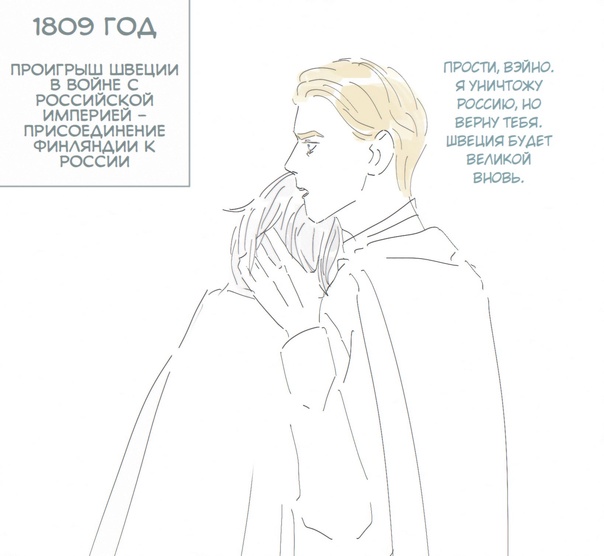 1809 ГОД
ПРОИГРЫШ ШВЕЦИИ
В ВОЙНЕ С
РОССИЙСКОЙ
ИМПЕРИЕЙ –
ПРИСОЕДИНЕНИЕ
ФИНЛЯНДИИ К
РОССИИ
ПРОСТИ, ВЭЙНО.
Я УНИЧТОЖУ
РОССИЮ, НО
ВЕРНУ ТЕБЯ.
ШВЕЦИЯ БУДЕТ
ВЕЛИКОЙ
ВНОВЬ.